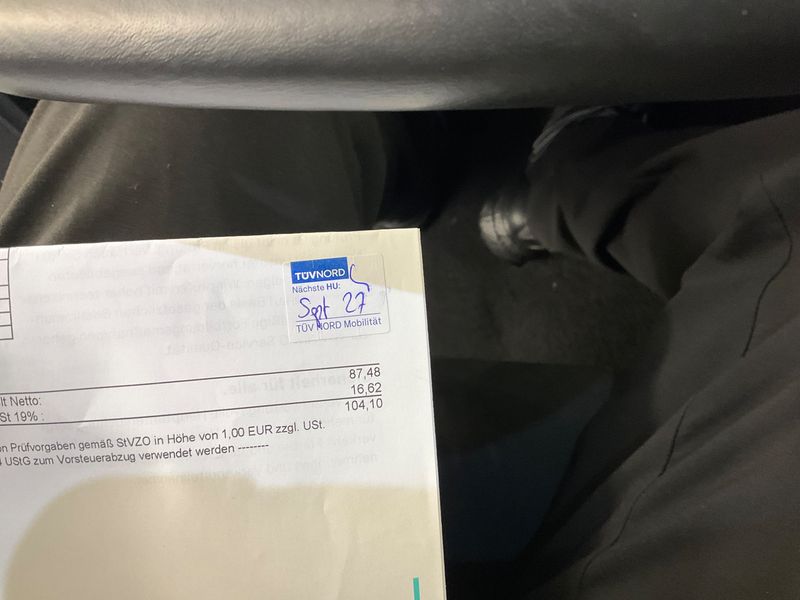 TÜVNORD
Nächste HU:
Sept 27
TÜV NORD Mobilität
lt Netto: 87,48
St 19% : 16,62
104,10
on Prüfvorgaben gemäß StVZO in Höhe von 1,00 EUR zzgl. USt.
UStG zum Vorsteuerabzug verwendet werden --------